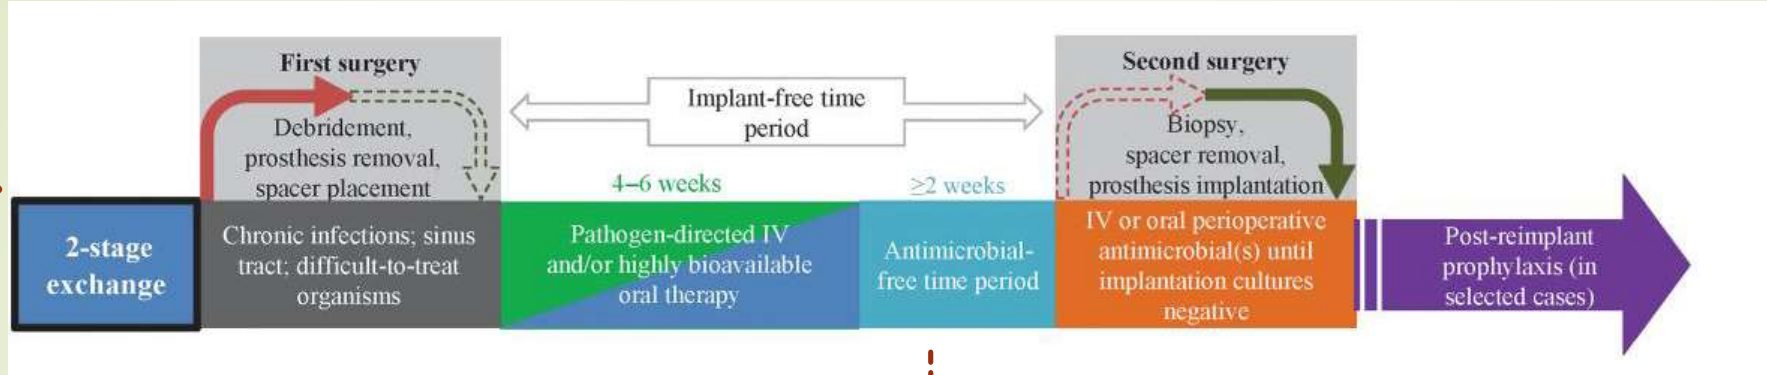 2-stage
exchange
First surgery
Debridement,
prosthesis removal,
spacer placement
Chronic infections; sinus
tract; difficult-to-treat
organisms
Implant-free time
period
4–6 weeks
Pathogen-directed IV
and/or highly bioavailable
oral therapy
≥2 weeks
Antimicrobial-
free time period
Second surgery
Biopsy,
spacer removal,
prosthesis implantation
IV or oral perioperative
antimicrobial(s) until
implantation cultures
negative
Post-reimplant
prophylaxis (in
selected cases)